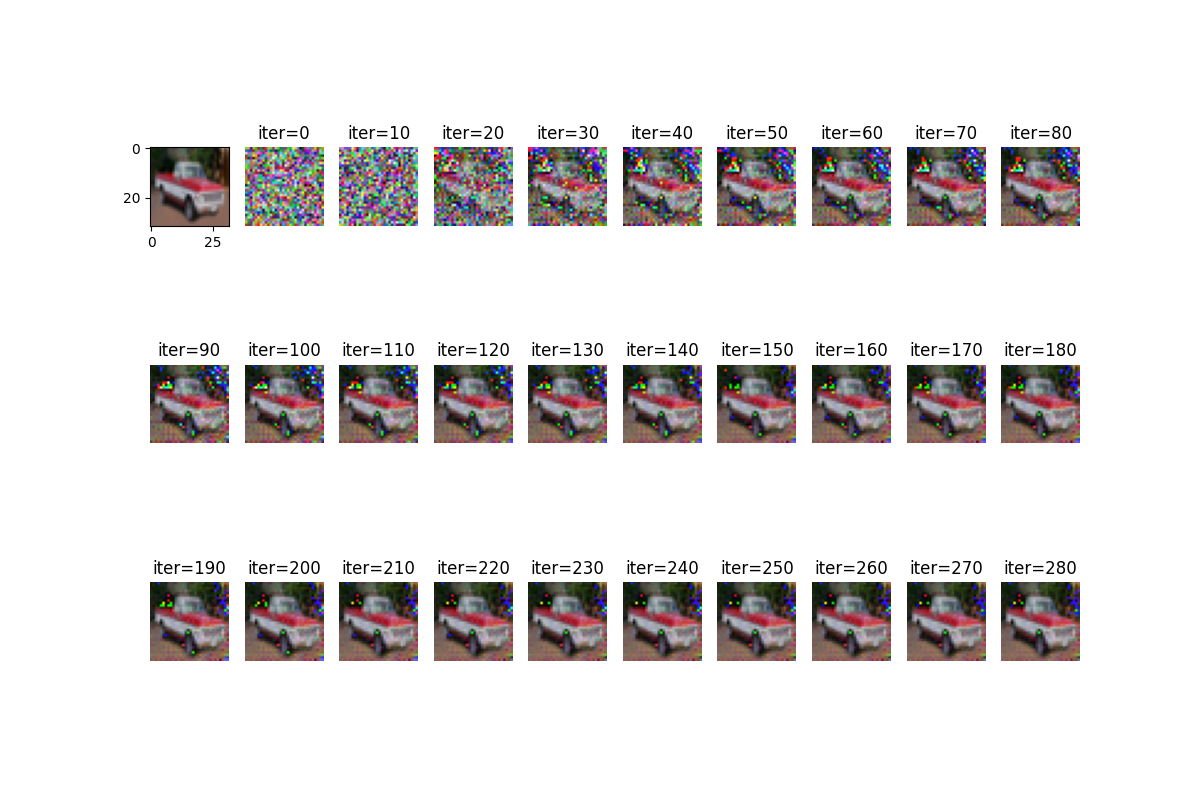 iter=0 iter=10 iter=20 iter=30 iter=40 iter=50 iter=60 iter=70 iter=80
0
20
0 25
iter=90 iter=100 iter=110 iter=120 iter=130 iter=140 iter=150 iter=160 iter=170 iter=180
iter=190 iter=200 iter=210 iter=220 iter=230 iter=240 iter=250 iter=260 iter=270 iter=280